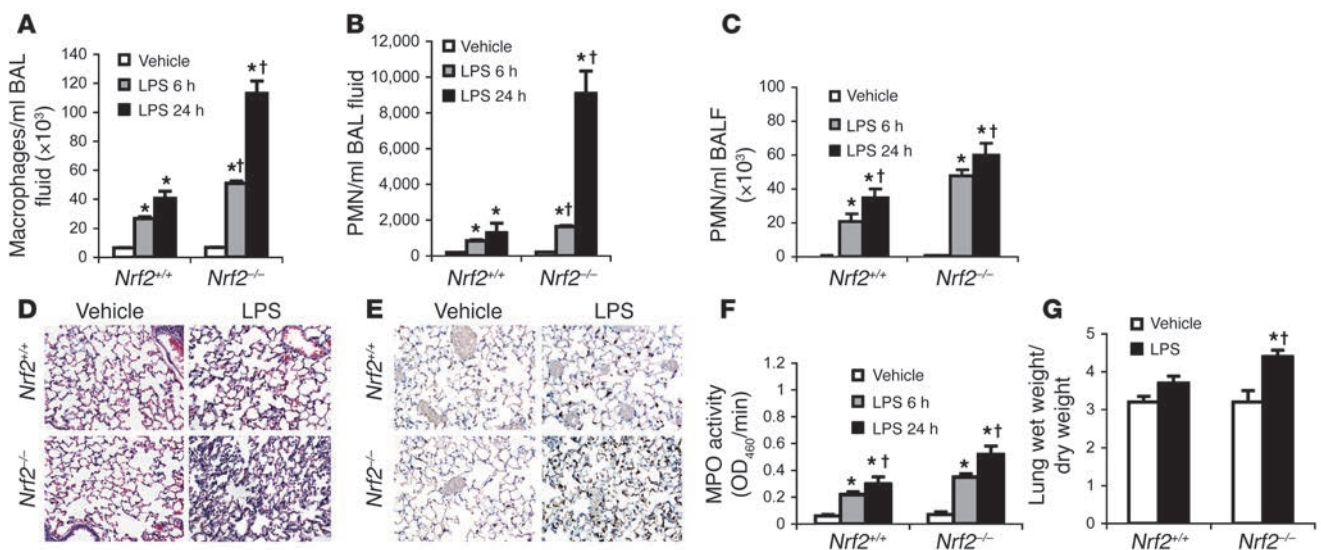 A
Macrophages/ml BAL
fluid (×10³)
140
120
100
80
60
40
20
0
Vehicle
LPS 6 h
LPS 24 h
*
*
*†
*†
Nrf2+/+
Nrf2–/–
B
PMN/ml BAL fluid
12,000
10,000
8,000
6,000
4,000
2,000
0
Vehicle
LPS 6 h
LPS 24 h
*
*
*†
*†
Nrf2+/+
Nrf2–/–
C
PMN/ml BALF
(×10³)
100
80
60
40
20
0
Vehicle
LPS 6 h
LPS 24 h
*
*†
*
*†
Nrf2+/+
Nrf2–/–
D
Vehicle
LPS
Nrf2+/+
Nrf2–/–
E
Vehicle
LPS
Nrf2+/+
Nrf2–/–
F
MPO activity
(OD460/min)
1.2
1
0.8
0.6
0.4
0.2
0
Vehicle
LPS 6 h
LPS 24 h
*
*†
*
*†
Nrf2+/+
Nrf2–/–
G
Lung wet weight/
dry weight
5
4
3
2
1
0
Vehicle
LPS
*†
Nrf2+/+
Nrf2–/–